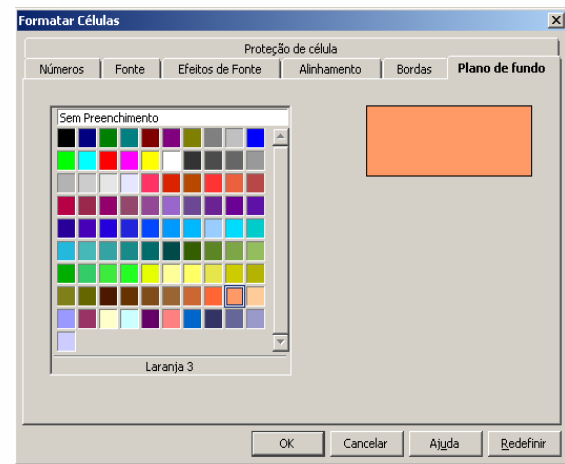 Formatar Células
Proteção de célula
Números Fonte Efeitos de Fonte Alinhamento Bordas Plano de fundo
Sem Preenchimento
Laranja 3
OK Cancelar Ajuda Redefinir